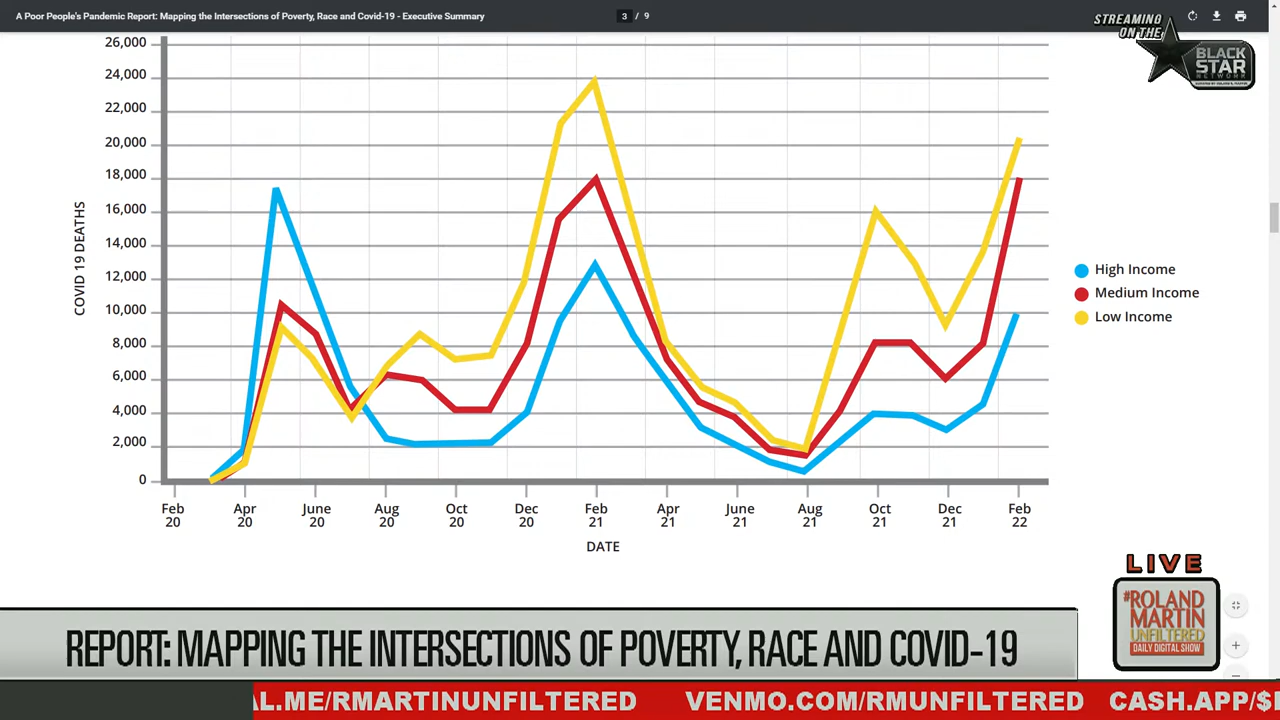 A Poor People's Pandemic Report: Mapping the Intersections of Poverty, Race and Covid-19 - Executive Summary
3 / 9
STREAMING
ON THE
BLACK
STAR
NETWORK
26,000
24,000
22,000
20,000
18,000
16,000
14,000
12,000
10,000
8,000
6,000
4,000
2,000
0
COVID 19 DEATHS
High Income
Medium Income
Low Income
Feb Apr June Aug Oct Dec Feb Apr June Aug Oct Dec Feb
20 20 20 20 20 20 21 21 21 21 21 21 22
DATE
LIVE
#ROLAND
MARTIN
UNFILTERED
DAILY DIGITAL SHOW
REPORT: MAPPING THE INTERSECTIONS OF POVERTY, RACE AND COVID-19
AL.ME/RMARTINUNFILTERED VENMO.COM/RMUNFILTERED CASH.APP/$